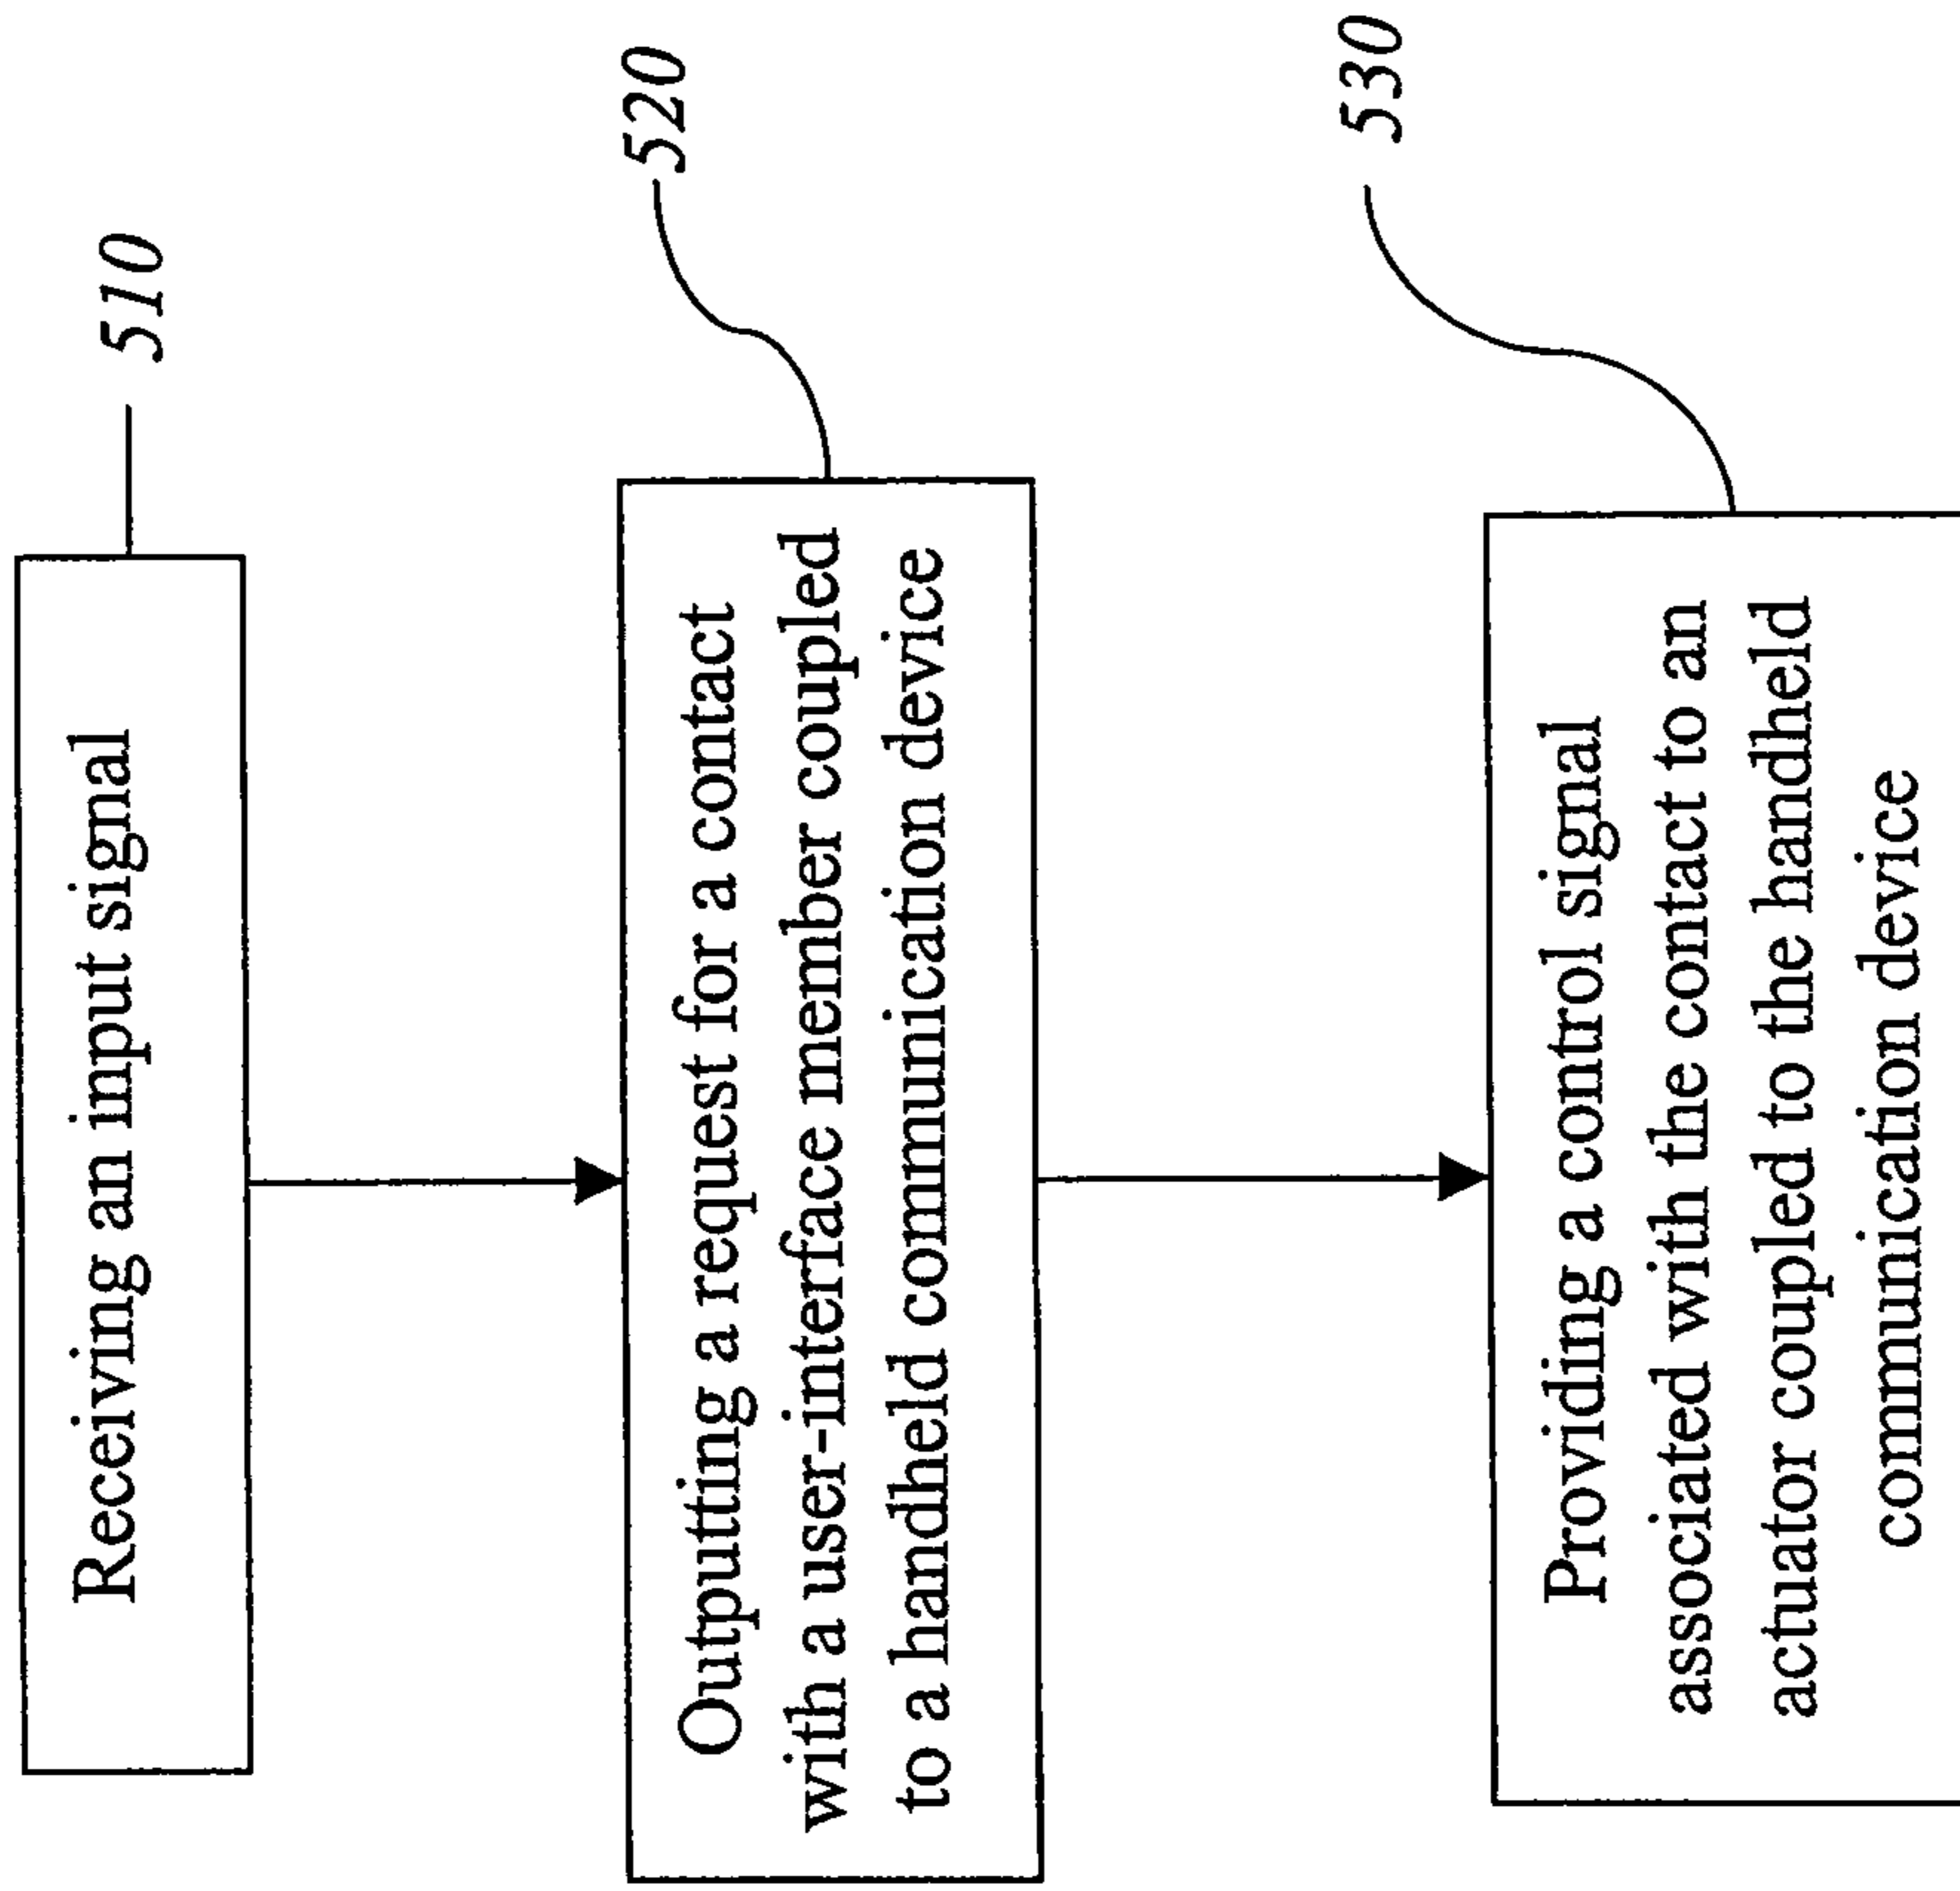 Receiving an input signal
510
Outputting a request for a contact
with a user-interface member coupled
to a handheld communication device
520
Providing a control signal
associated with the contact to an
actuator coupled to the handheld
communication device
530